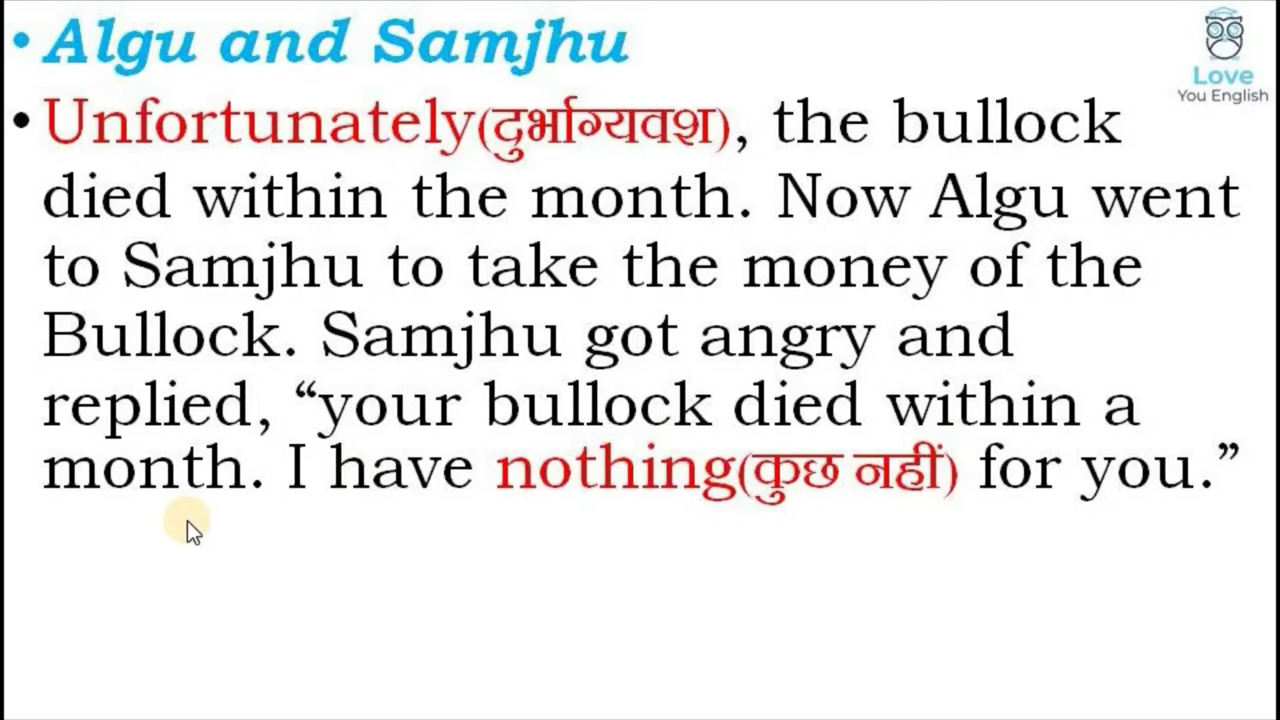 • Algu and Samjhu
Love
You English
• Unfortunately(दुर्भाग्यवश), the bullock
died within the month. Now Algu went
to Samjhu to take the money of the
Bullock. Samjhu got angry and
replied, “your bullock died within a
month. I have nothing(कुछ नहीं) for you.”